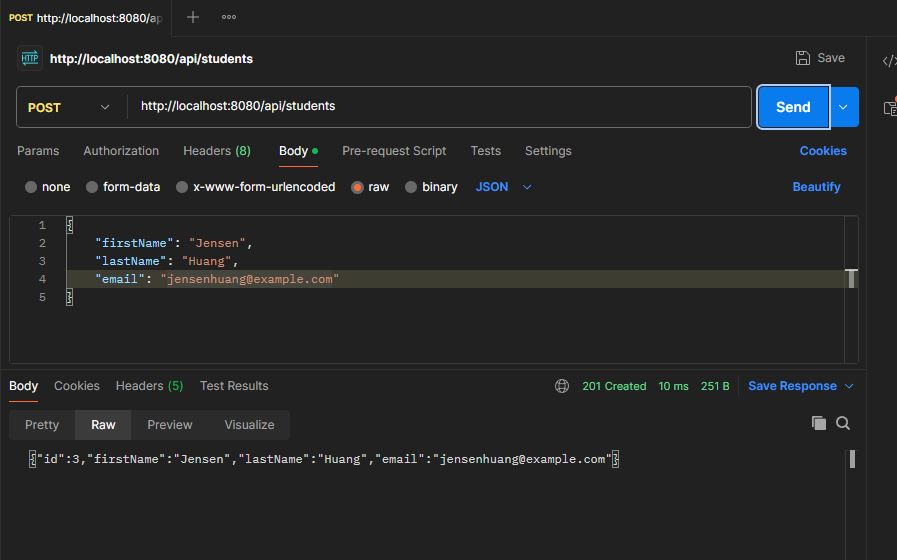 POST http://localhost:8080/ap
HTTP http://localhost:8080/api/students Save
POST http://localhost:8080/api/students Send
Params Authorization Headers (8) Body Pre-request Script Tests Settings Cookies
none form-data x-www-form-urlencoded raw binary JSON Beautify
1 {
2 "firstName": "Jensen",
3 "lastName": "Huang",
4 "email": "jensenhuang@example.com"
5 }
Body Cookies Headers (5) Test Results 201 Created 10 ms 251 B Save Response
Pretty Raw Preview Visualize
{"id":3,"firstName":"Jensen","lastName":"Huang","email":"jensenhuang@example.com"}